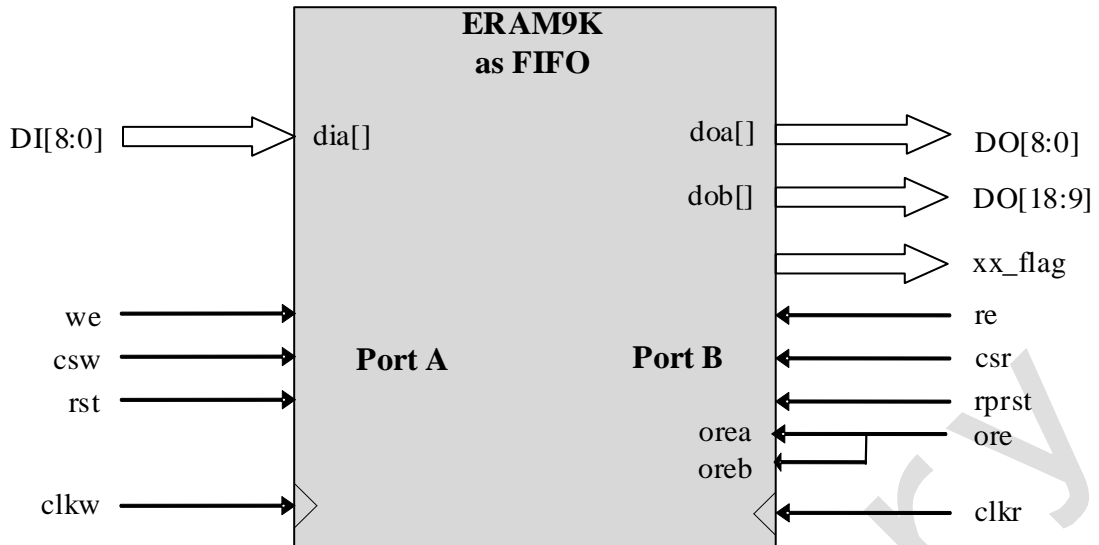 ERAM9K
as FIFO
DI[8:0]
dia[]
doa[]
DO[8:0]
dob[]
DO[18:9]
xx_flag
we
re
csw
Port A
Port B
csr
rst
rprst
orea
ore
oreb
clkw
clkr
ry